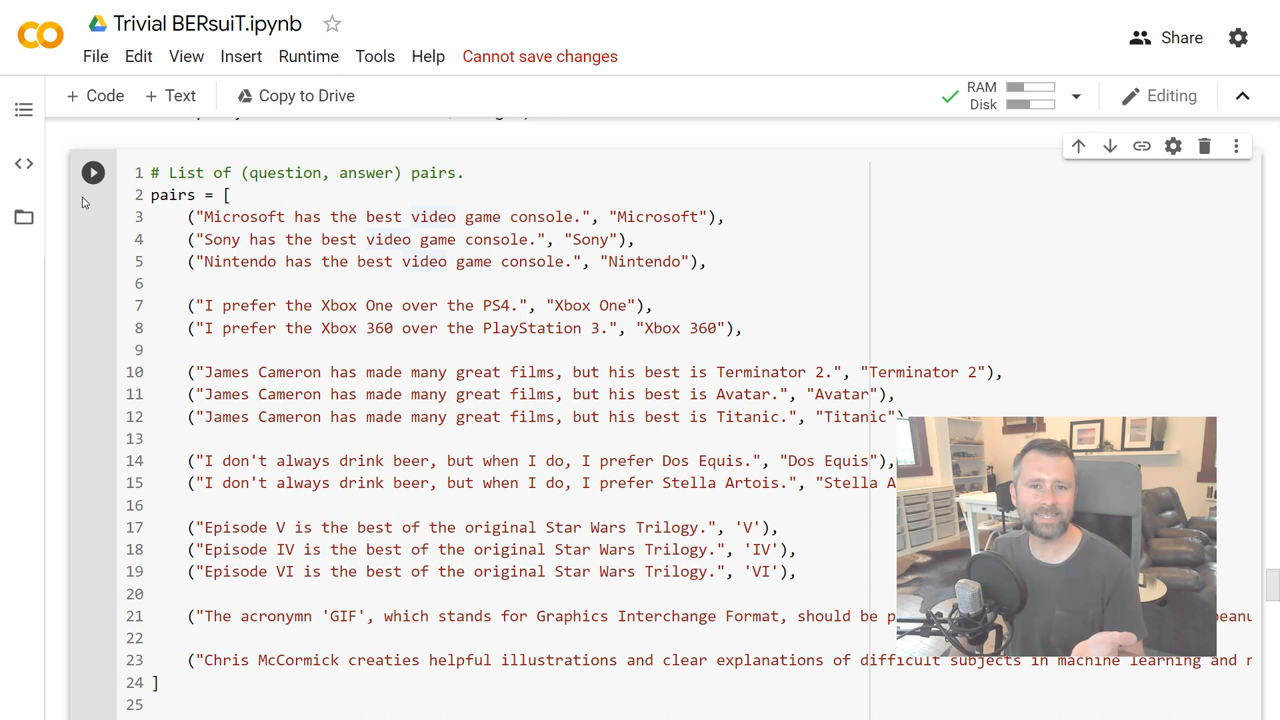 Trivial BERsuiT.ipynb
File Edit View Insert Runtime Tools Help Cannot save changes
Share
+ Code + Text Copy to Drive
RAM
Disk
Editing
1 # List of (question, answer) pairs.
2 pairs = [
3 ("Microsoft has the best video game console.", "Microsoft"),
4 ("Sony has the best video game console.", "Sony"),
5 ("Nintendo has the best video game console.", "Nintendo"),
6
7 ("I prefer the Xbox One over the PS4.", "Xbox One"),
8 ("I prefer the Xbox 360 over the PlayStation 3.", "Xbox 360"),
9
10 ("James Cameron has made many great films, but his best is Terminator 2.", "Terminator 2"),
11 ("James Cameron has made many great films, but his best is Avatar.", "Avatar"),
12 ("James Cameron has made many great films, but his best is Titanic.", "Titanic")
13
14 ("I don't always drink beer, but when I do, I prefer Dos Equis.", "Dos Equis"),
15 ("I don't always drink beer, but when I do, I prefer Stella Artois.", "Stella A
16
17 ("Episode V is the best of the original Star Wars Trilogy.", 'V'),
18 ("Episode IV is the best of the original Star Wars Trilogy.", 'IV'),
19 ("Episode VI is the best of the original Star Wars Trilogy.", 'VI'),
20
21 ("The acronymn 'GIF', which stands for Graphics Interchange Format, should be p
22
23 ("Chris McCormick creaties helpful illustrations and clear explanations of difficult subjects in machine learning and
24 ]
25